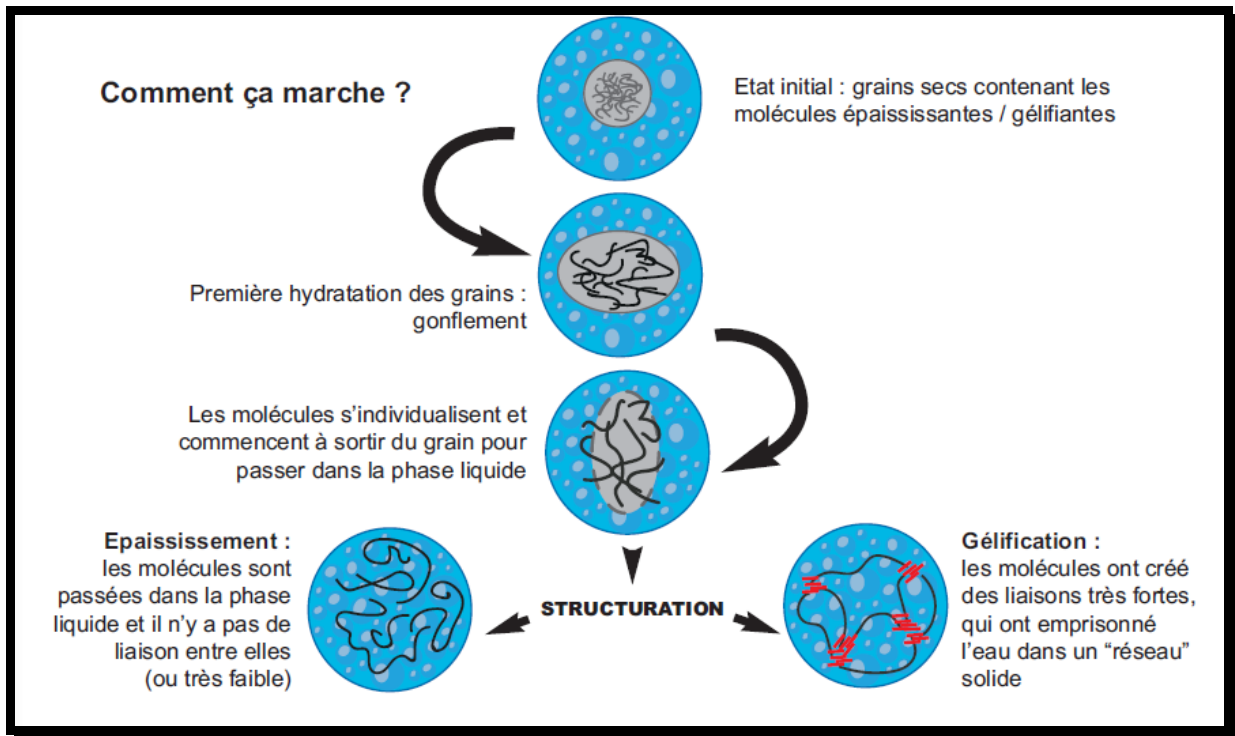 Comment ça marche ?
Etat initial : grains secs contenant les
molécules épaississantes / gélifiantes
Première hydratation des grains :
gonflement
Les molécules s’individualisent et
commencent à sortir du grain pour
passer dans la phase liquide
Epaississement :
les molécules sont
passées dans la phase
liquide et il n’y a pas de
liaison entre elles
(ou très faible)
STRUCTURATION
Gélification :
les molécules ont créé
des liaisons très fortes,
qui ont emprisonné
l’eau dans un “réseau”
solide